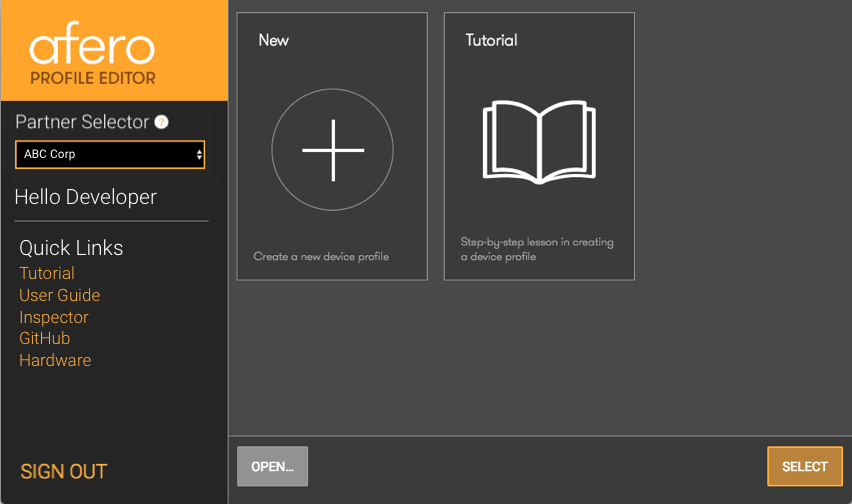 afero
PROFILE EDITOR
Partner Selector ?
ABC Corp
Hello Developer
Quick Links
Tutorial
User Guide
Inspector
GitHub
Hardware
SIGN OUT
New
Create a new device profile
Tutorial
Step-by-step lesson in creating
a device profile
OPEN...
SELECT